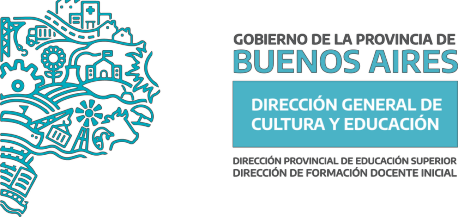 GOBIERNO DE LA PROVINCIA DE
BUENOS AIRES
DIRECCIÓN GENERAL DE
CULTURA Y EDUCACIÓN
DIRECCIÓN PROVINCIAL DE EDUCACIÓN SUPERIOR
DIRECCIÓN DE FORMACIÓN DOCENTE INICIAL